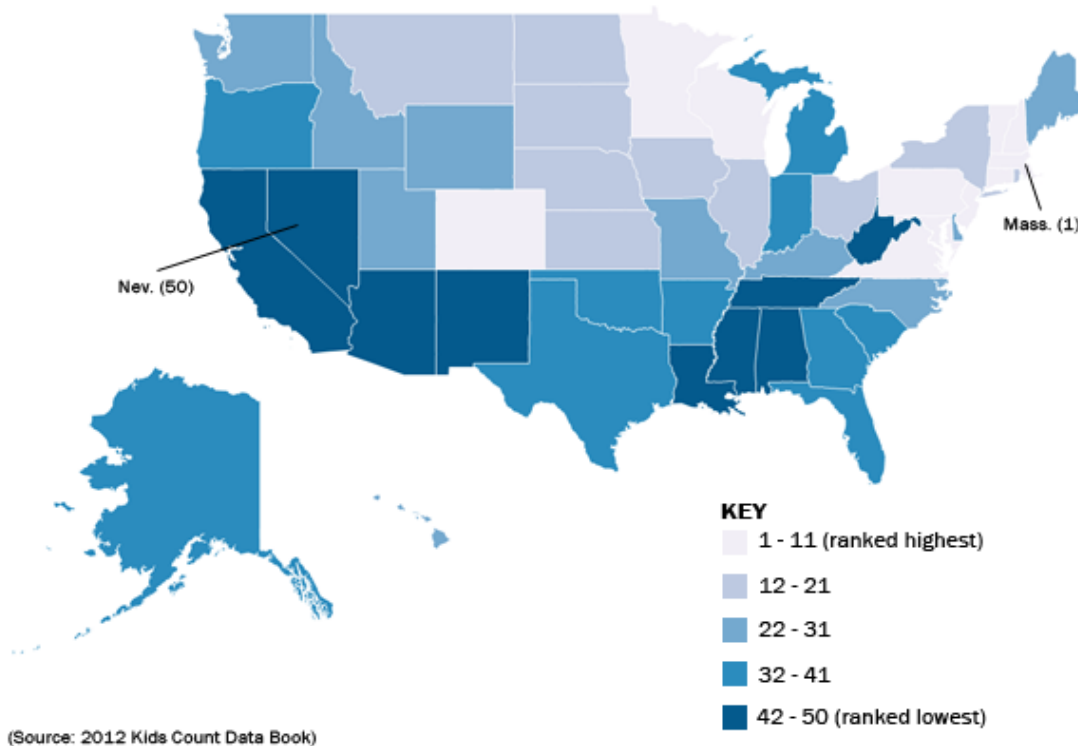 Mass. (1)
Nev. (50)
KEY
1 - 11 (ranked highest)
12 - 21
22 - 31
32 - 41
42 - 50 (ranked lowest)
(Source: 2012 Kids Count Data Book)